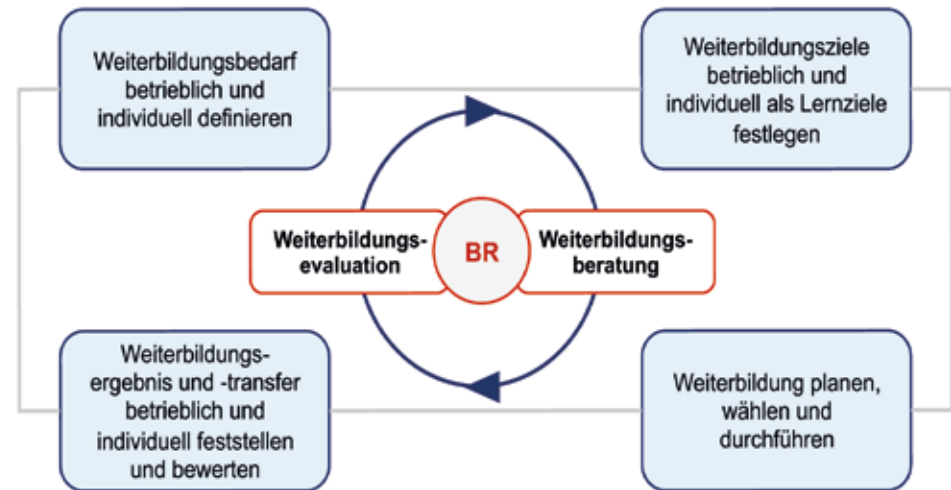 Weiterbildungsbedarf
betrieblich und
individuell definieren
Weiterbildungsziele
betrieblich und
individuell als Lernziele
festlegen
Weiterbildungs-
evaluation
BR
Weiterbildungs-
beratung
Weiterbildungs-
ergebnis und -transfer
betrieblich und
individuell feststellen
und bewerten
Weiterbildung planen,
wählen und
durchführen